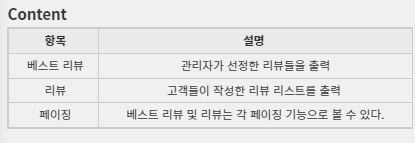 Content
항목 설명
베스트 리뷰 관리자가 선정한 리뷰들을 출력
리뷰 고객들이 작성한 리뷰 리스트를 출력
페이징 베스트 리뷰 및 리뷰는 각 페이징 기능으로 볼 수 있다.